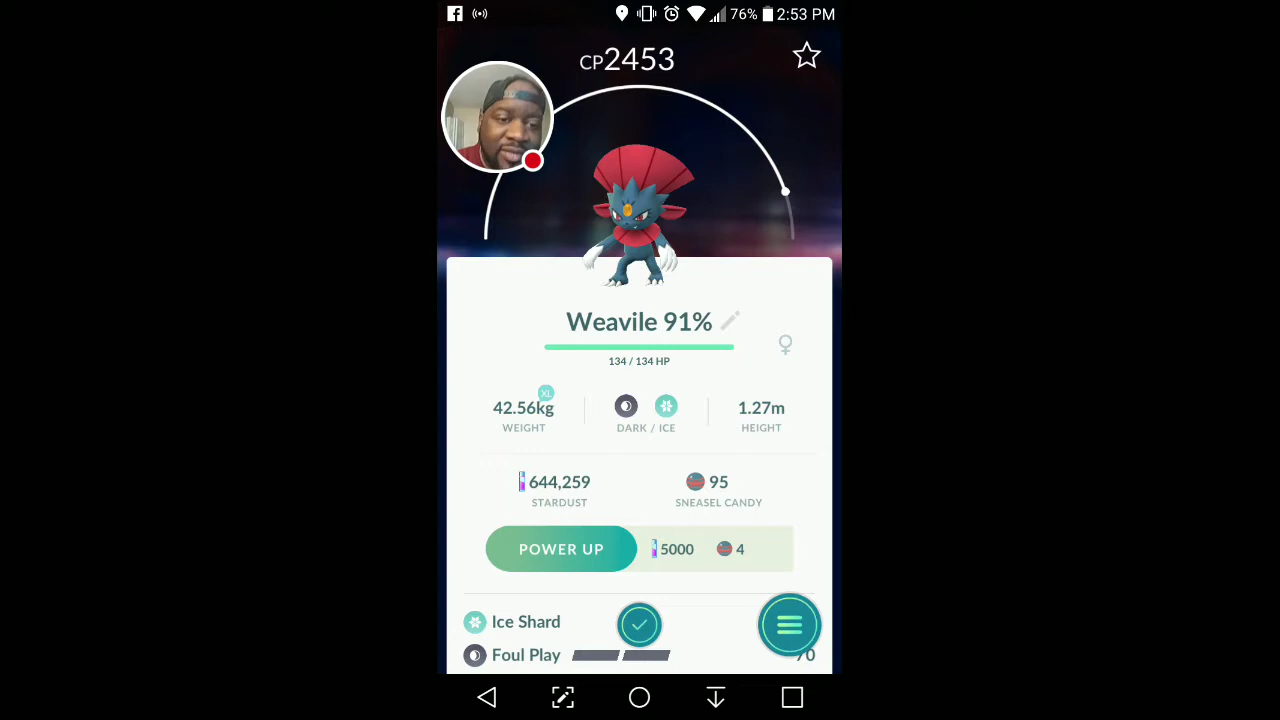 76% 2:53 PM
CP2453
Weavile 91%
134 / 134 HP
XL
42.56kg
WEIGHT
DARK / ICE
1.27m
HEIGHT
644,259
STARDUST
95
SNEASEL CANDY
POWER UP 5000 4
Ice Shard
Foul Play 70